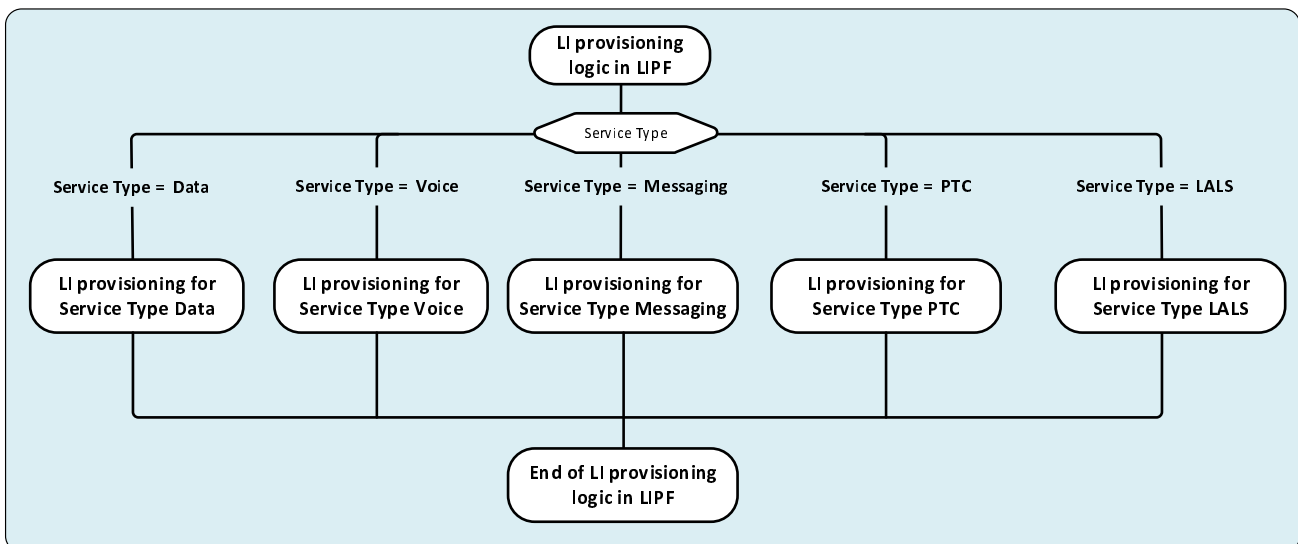 LI provisioning
logic in LIPF
Service Type
Service Type = Data
Service Type = Voice
Service Type = Messaging
Service Type = PTC
Service Type = LALS
LI provisioning for
Service Type Data
LI provisioning for
Service Type Voice
LI provisioning for
Service Type Messaging
LI provisioning for
Service Type PTC
LI provisioning for
Service Type LALS
End of LI provisioning
logic in LIPF